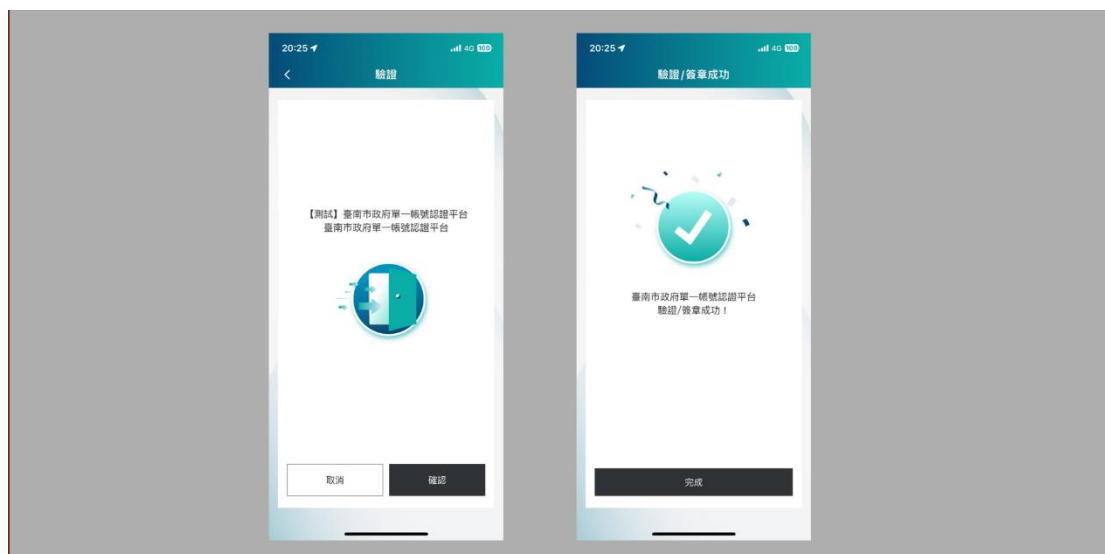 20:25
4G 100
驗證
【測試】臺南市政府單一帳號認證平台
臺南市政府單一帳號認證平台
取消
確認
20:25
4G 100
驗證/簽章成功
臺南市政府單一帳號認證平台
驗證/簽章成功！
完成